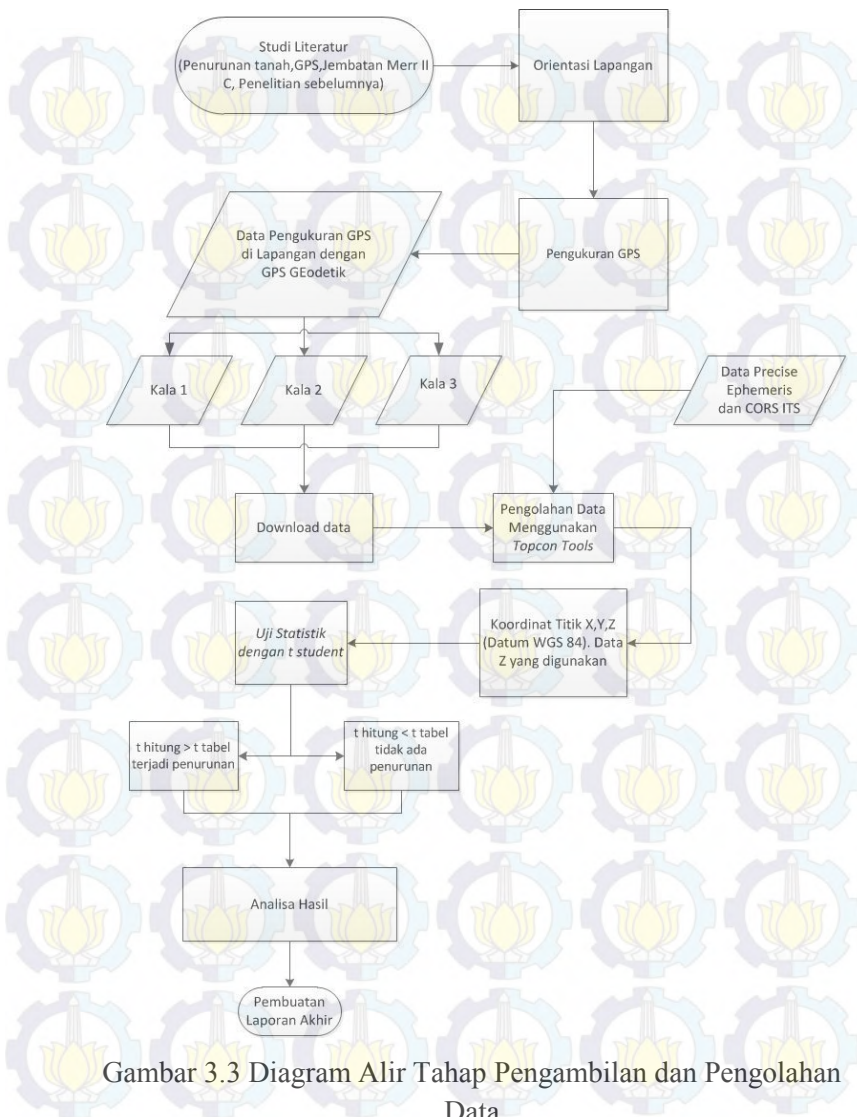 Studi Literatur
(Penurunan tanah,GPS,Jembatan Merr II
C, Penelitian sebelumnya)
Orientasi Lapangan
Data Pengukuran GPS
di Lapangan dengan
GPS GEodetik
Pengukuran GPS
Kala 1
Kala 2
Kala 3
Data Precise
Ephemeris
dan CORS ITS
Download data
Pengolahan Data
Menggunakan
Topcon Tools
Uji Statistik
dengan t student
Koordinat Titik X,Y,Z
(Datum WGS 84). Data
Z yang digunakan
t hitung > t tabel
terjadi penurunan
t hitung < t tabel
tidak ada
penurunan
Analisa Hasil
Pembuatan
Laporan Akhir
Gambar 3.3 Diagram Alir Tahap Pengambilan dan Pengolahan
Data